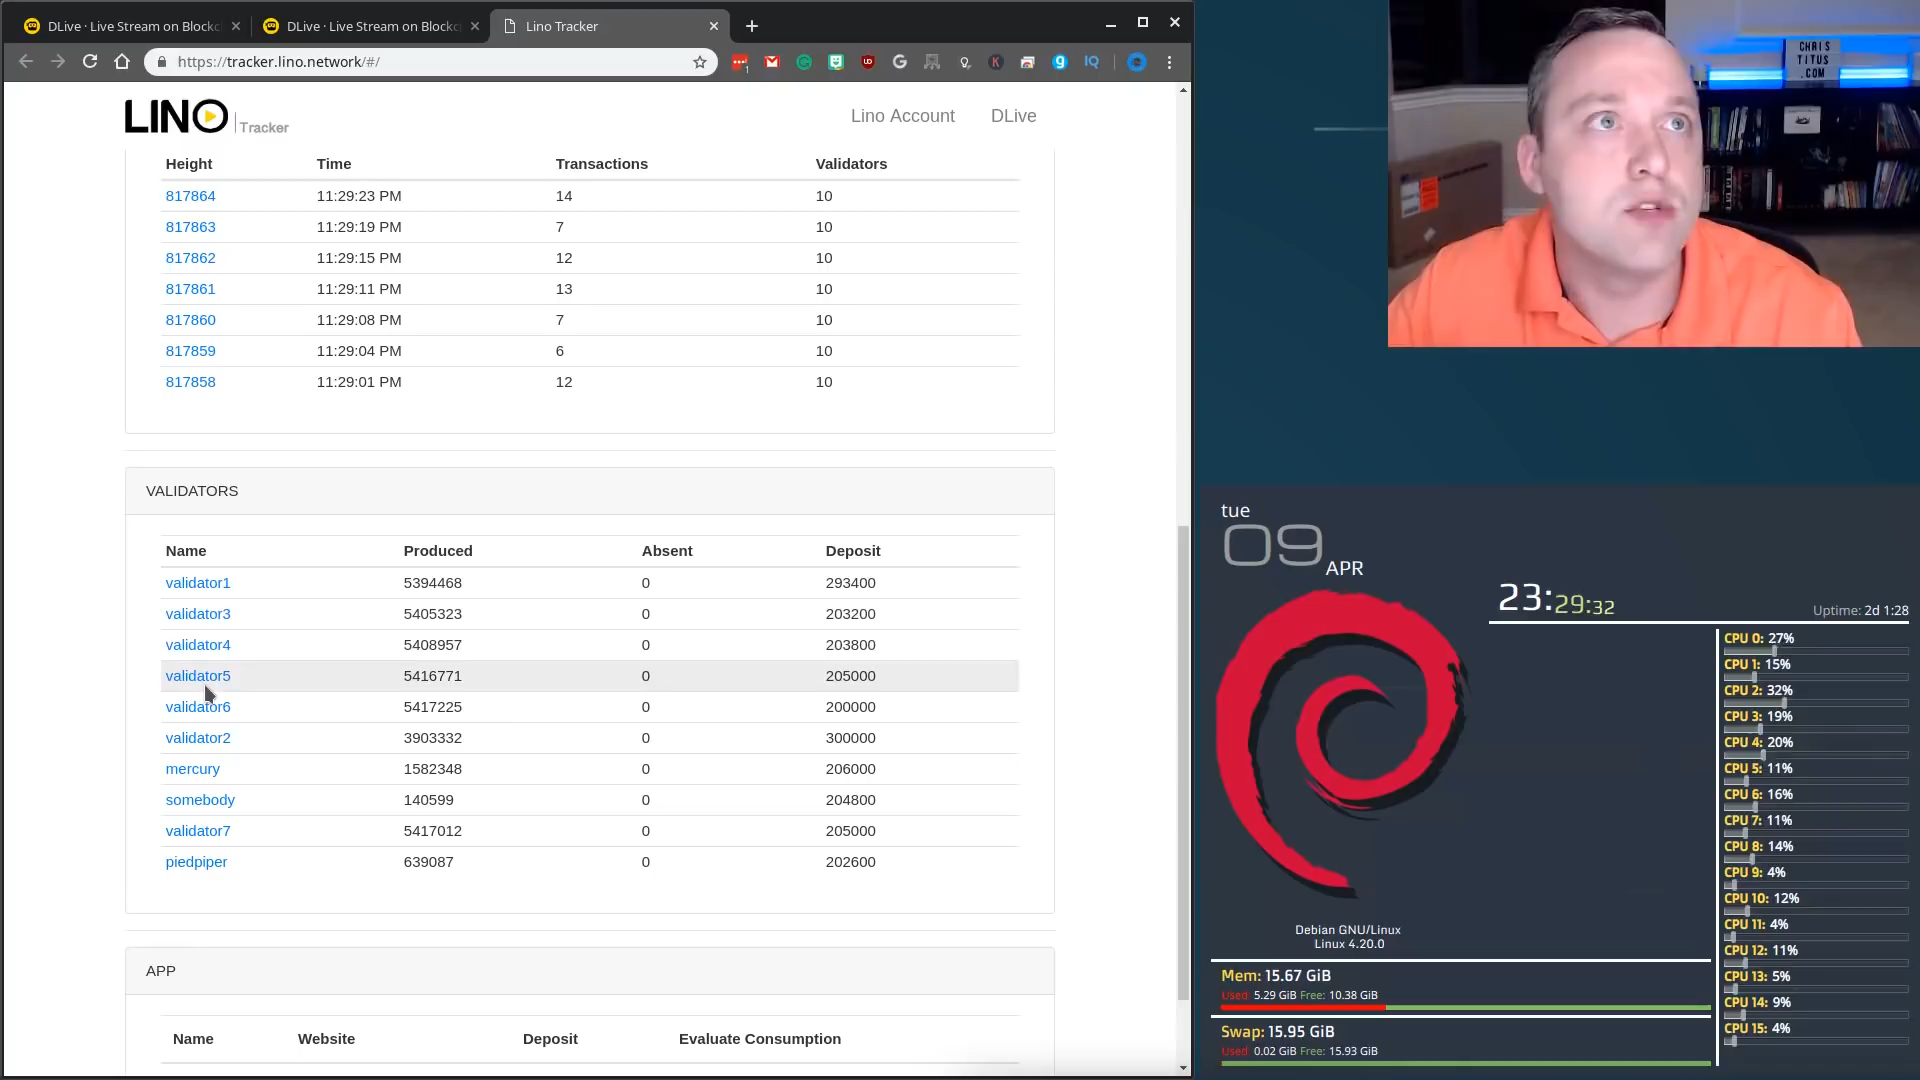 DLive · Live Stream on Blockc
DLive · Live Stream on Blockc
Lino Tracker
https://tracker.lino.network/#/
LINO Tracker
Lino Account
DLive
Height Time Transactions Validators
817864 11:29:23 PM 14 10
817863 11:29:19 PM 7 10
817862 11:29:15 PM 12 10
817861 11:29:11 PM 13 10
817860 11:29:08 PM 7 10
817859 11:29:04 PM 6 10
817858 11:29:01 PM 12 10
VALIDATORS
Name Produced Absent Deposit
validator1 5394468 0 293400
validator3 5405323 0 203200
validator4 5408957 0 203800
validator5 5416771 0 205000
validator6 5417225 0 200000
validator2 3903332 0 300000
mercury 1582348 0 206000
somebody 140599 0 204800
validator7 5417012 0 205000
piedpiper 639087 0 202600
APP
Name Website Deposit Evaluate Consumption
CHRIS
TITUS
.COM
tue
09
APR
23:29:32
Uptime: 2d 1:28
CPU 0: 27%
CPU 1: 15%
CPU 2: 32%
CPU 3: 19%
CPU 4: 20%
CPU 5: 11%
CPU 6: 16%
CPU 7: 11%
CPU 8: 14%
CPU 9: 4%
CPU 10: 12%
CPU 11: 4%
CPU 12: 11%
CPU 13: 5%
CPU 14: 9%
CPU 15: 4%
Debian GNU/Linux
Linux 4.20.0
Mem: 15.67 GiB
Used: 5.29 GiB Free: 10.38 GiB
Swap: 15.95 GiB
Used: 0.02 GiB Free: 15.93 GiB